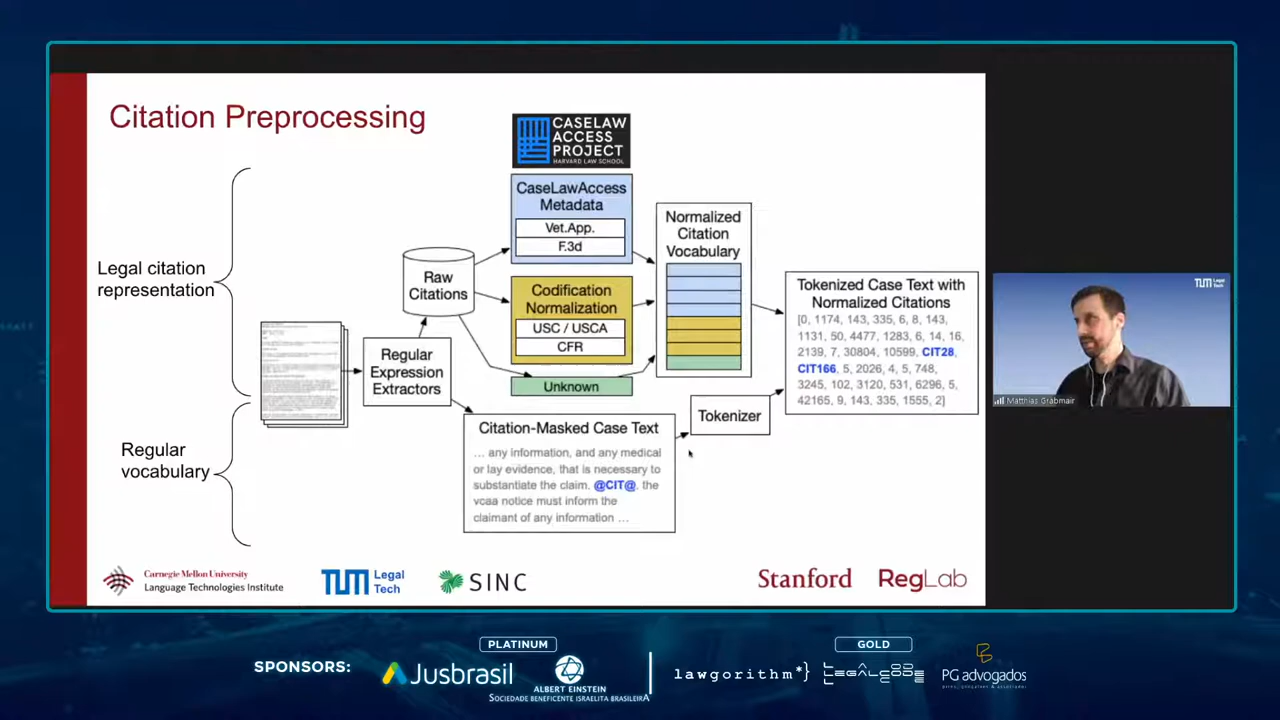 Citation Preprocessing
CASELAW
ACCESS
PROJECT
HARVARD LAW SCHOOL
CaseLawAccess
Metadata
Vet.App.
F.3d
Legal citation
representation
Raw
Citations
Codification
Normalization
USC / USCA
CFR
Unknown
Normalized
Citation
Vocabulary
Regular
Expression
Extractors
Tokenized Case Text with
Normalized Citations
[0, 1174, 143, 335, 6, 8, 143,
1131, 50, 4477, 1283, 6, 14, 16,
2139, 7, 30804, 10599, CIT28,
CIT166, 5, 2026, 4, 5, 748,
3245, 102, 3120, 531, 6296, 5,
42165, 9, 143, 335, 1555, 2]
Regular
vocabulary
Citation-Masked Case Text
... any information, and any medical
or lay evidence, that is necessary to
substantiate the claim. @CIT@. the
vcaa notice must inform the
claimant of any information ...
Tokenizer
TUM Legal
Tech
Matthias Grabmair
Carnegie Mellon University
Language Technologies Institute
TUM Legal
Tech
SINC
Stanford
RegLab
SPONSORS:
PLATINUM
Jusbrasil
ALBERT EINSTEIN
SOCIEDADE BENEFICENTE ISRAELITA BRASILEIRA
GOLD
lawgorithm*}
LEGALCODE
PG advogados